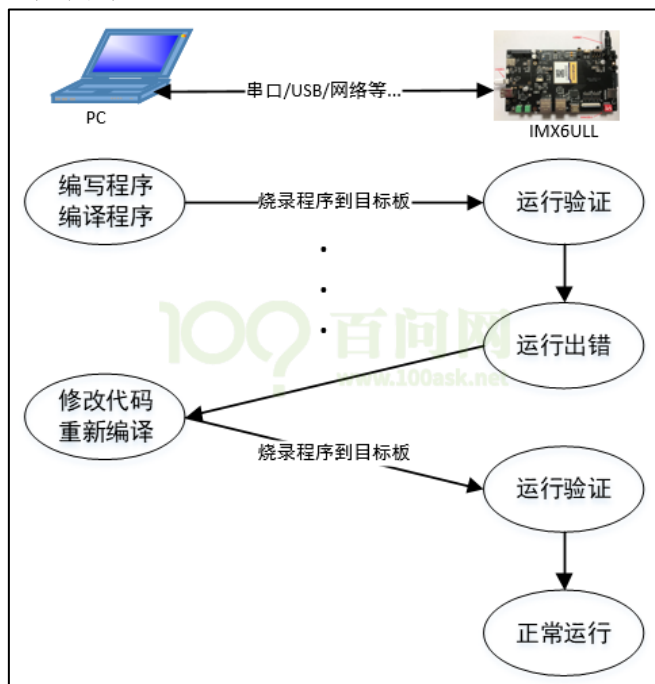 串口/USB/网络等...
PC
IMX6ULL
编写程序
编译程序
烧录程序到目标板
运行验证
100
百问网
www.100ask.net
运行出错
修改代码
重新编译
烧录程序到目标板
运行验证
正常运行